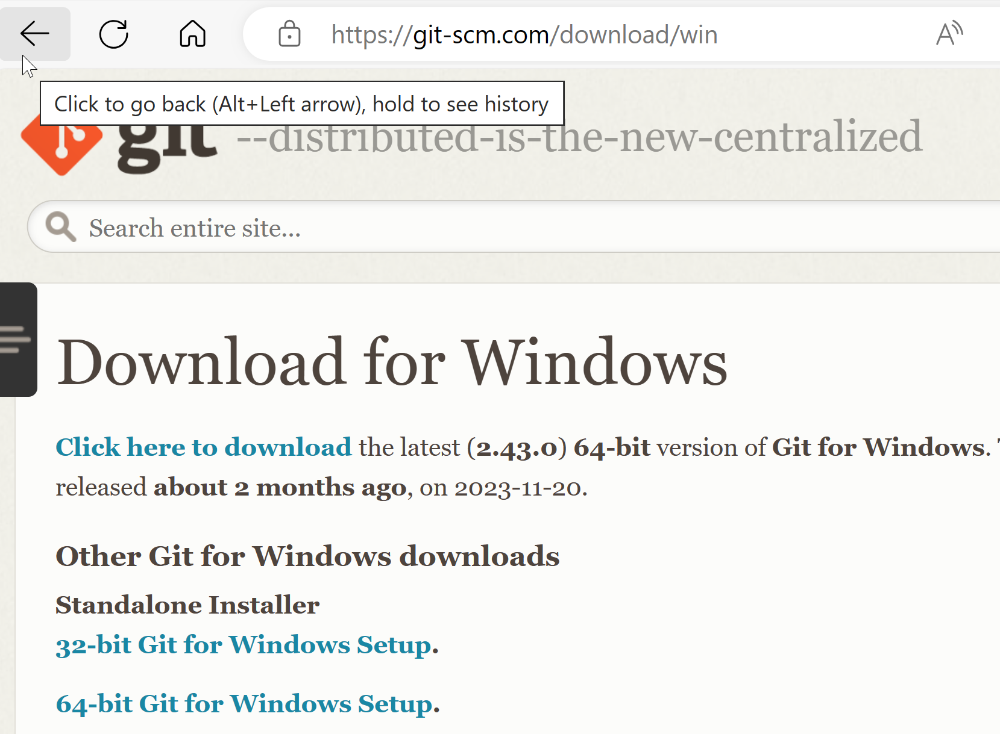 https://git-scm.com/download/win
Click to go back (Alt+Left arrow), hold to see history
git --distributed-is-the-new-centralized
Search entire site...
Download for Windows
Click here to download the latest (2.43.0) 64-bit version of Git for Windows.
released about 2 months ago, on 2023-11-20.
Other Git for Windows downloads
Standalone Installer
32-bit Git for Windows Setup.
64-bit Git for Windows Setup.